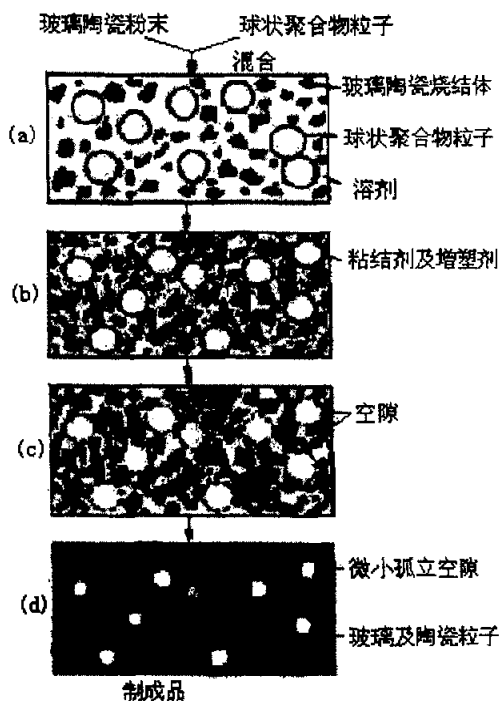 玻璃陶瓷粉末 球状聚合物粒子
混合
(a)
玻璃陶瓷烧结体
球状聚合物粒子
溶剂
(b)
粘结剂及增塑剂
(c)
空隙
(d)
微小孤立空隙
玻璃及陶瓷粒子
制成品